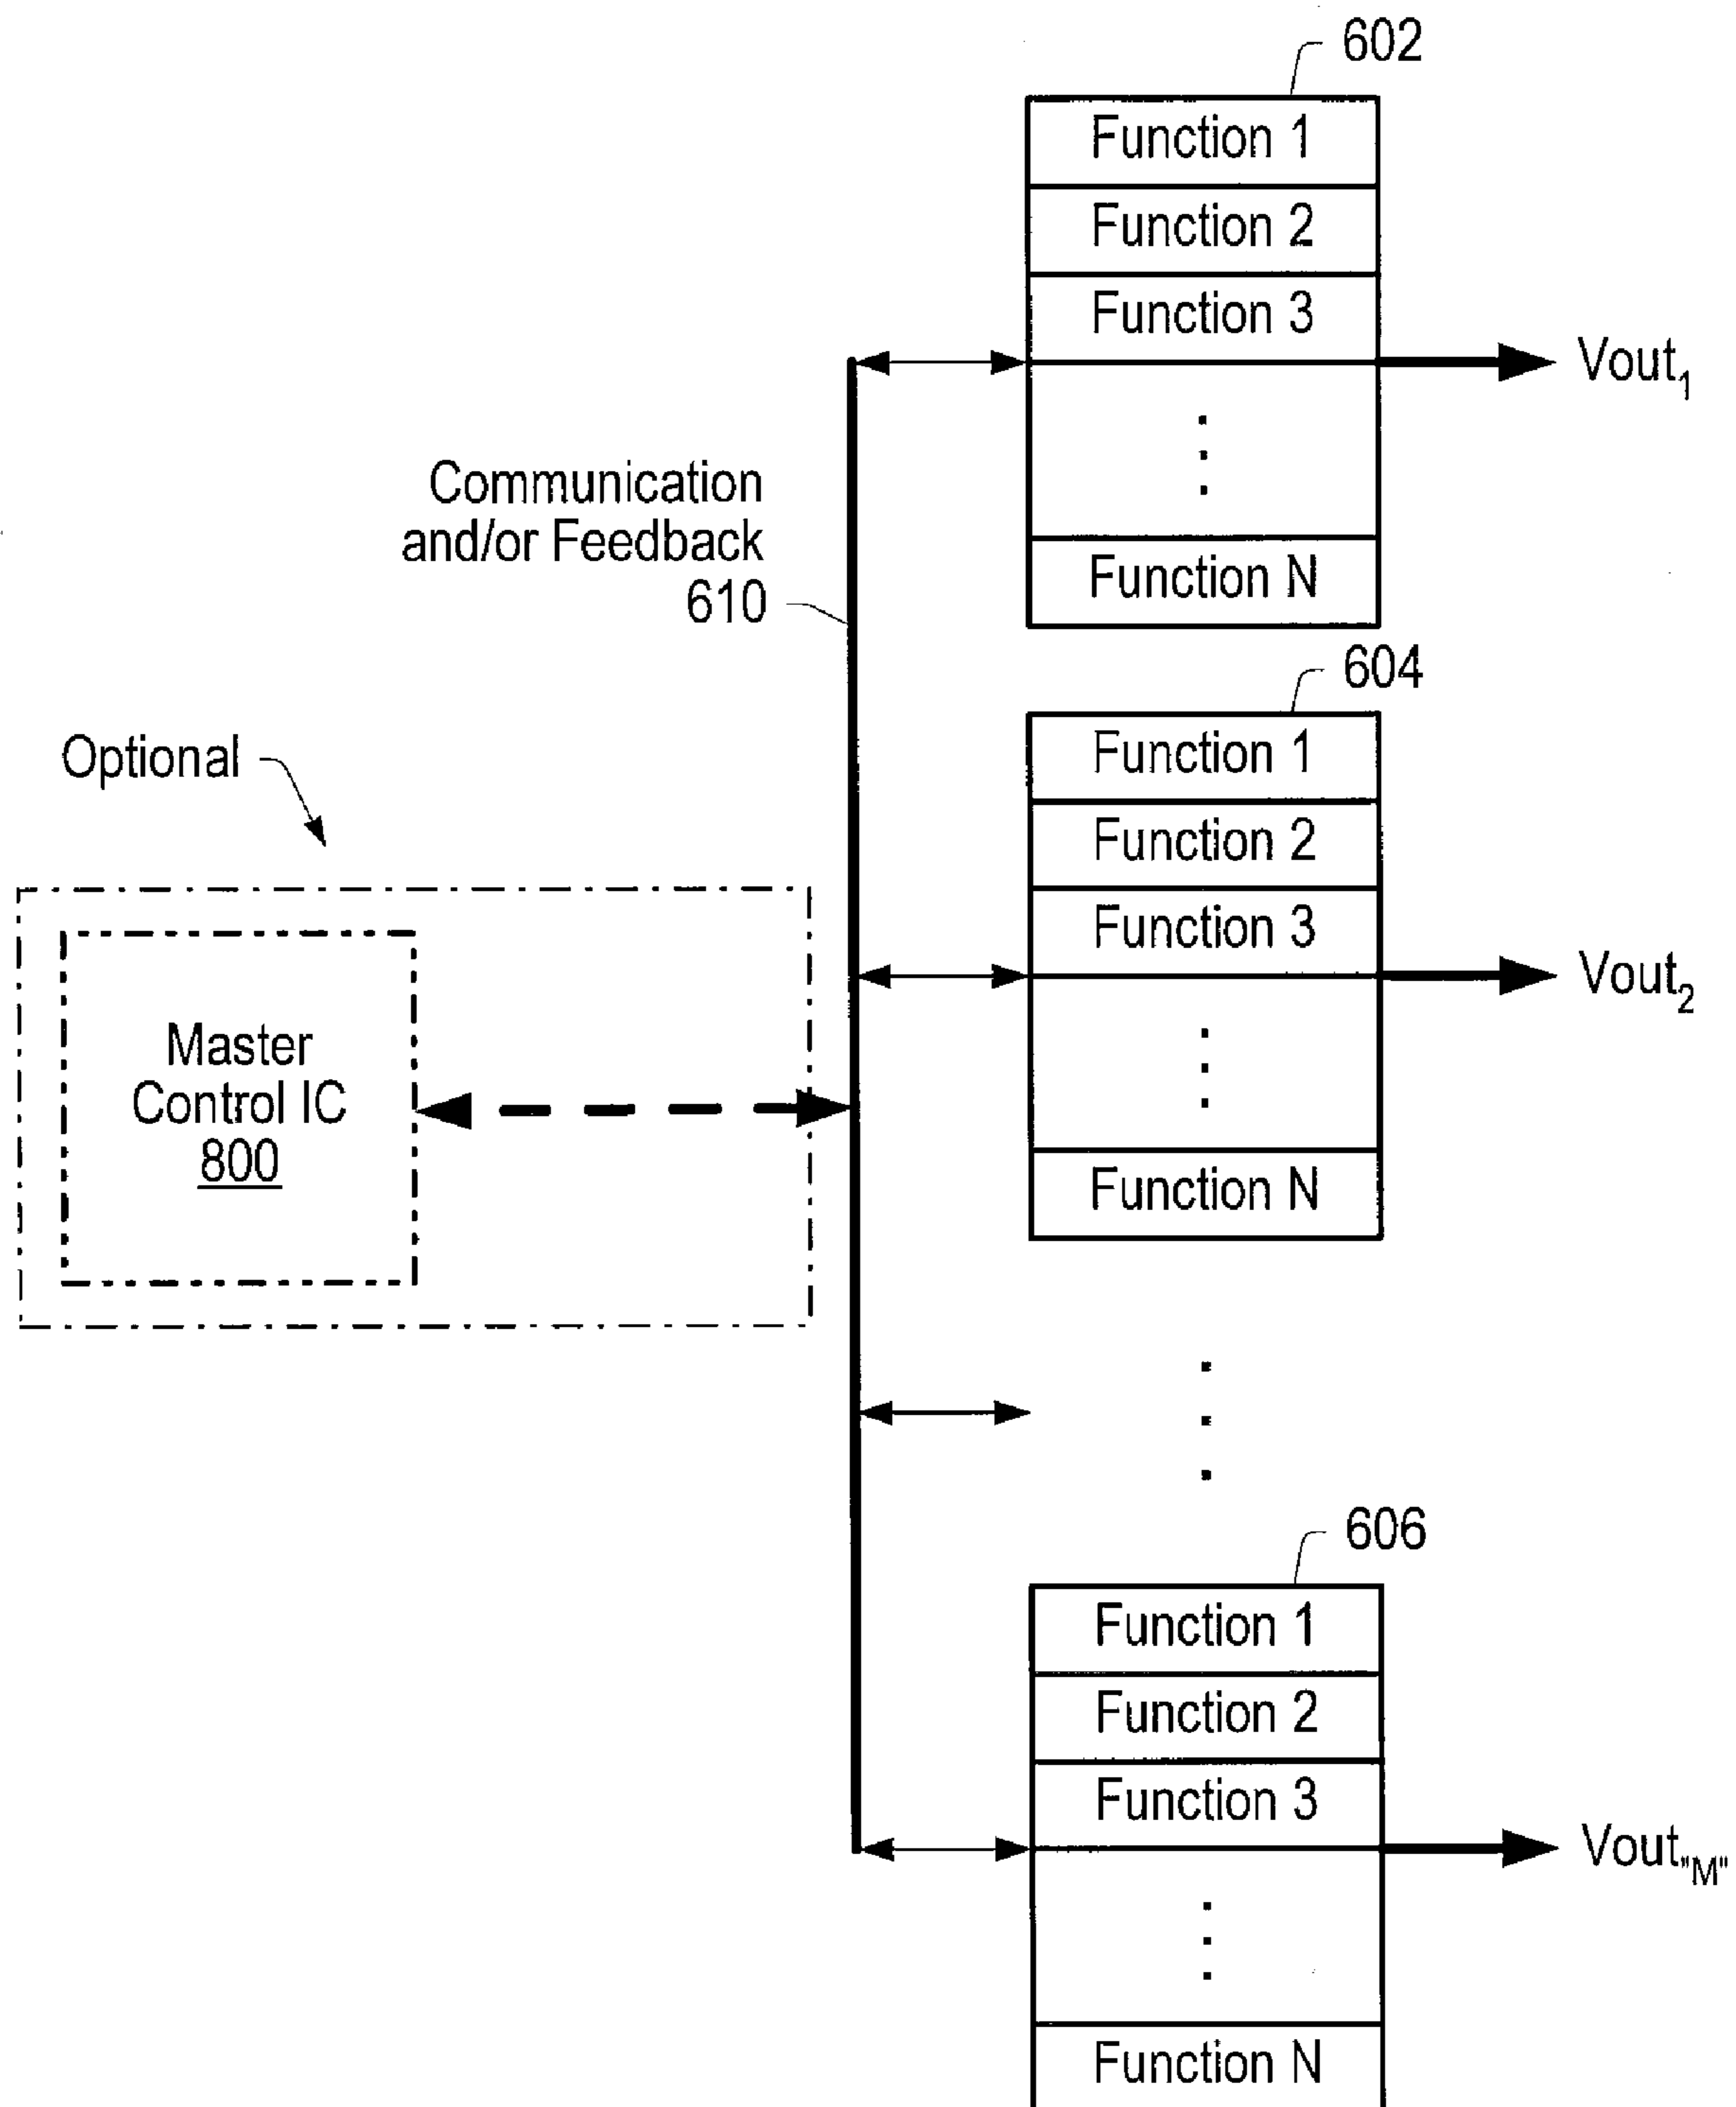 602
Function 1
Function 2
Function 3
Vout1
Communication
and/or Feedback
610
Function N
604
Optional
Function 1
Function 2
Function 3
Vout2
Master
Control IC
800
Function N
606
Function 1
Function 2
Function 3
Vout"M"
Function N